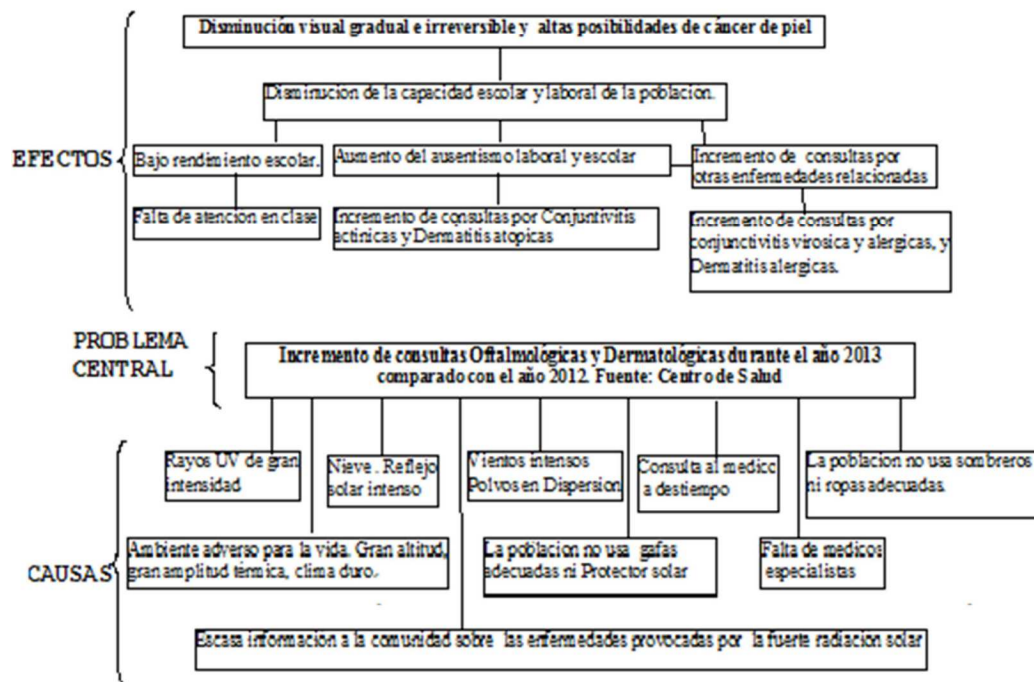 Disminución visual gradual e irreversible y altas posibilidades de cáncer de piel
Disminucion de la capacidad escolar y laboral de la poblacion.
EFECTOS
Bajo rendimiento escolar.
Aumento del ausentismo laboral y escolar
Incremento de consultas por
otras enfermedades relacionadas
Falta de atencion en clase
Incremento de consultas por Conjuntivitis
actinicas y Dermatitis atopicas
Incremento de consultas por
conjunctivitis virosica y alergicas, y
Dermatitis alergicas.
PROBLEMA
CENTRAL
Incremento de consultas Oftalmológicas y Dermatológicas durante el año 2013
comparado con el año 2012. Fuente: Centro de Salud
Rayos UV de gran
intensidad
Nieve . Reflejo
solar intenso
Vientos intensos
Polvos en Dispersion
Consulta al medico
a destiempo
La poblacion no usa sombreros
ni ropas adecuadas.
CAUSAS
Ambiente adverso para la vida. Gran altitud,
gran amplitud térmica, clima duro.
La poblacion no usa gafas
adecuadas ni Protector solar
Falta de medicos
especialistas
Escasa informacion a la comunidad sobre las enfermedades provocadas por la fuerte radiacion solar